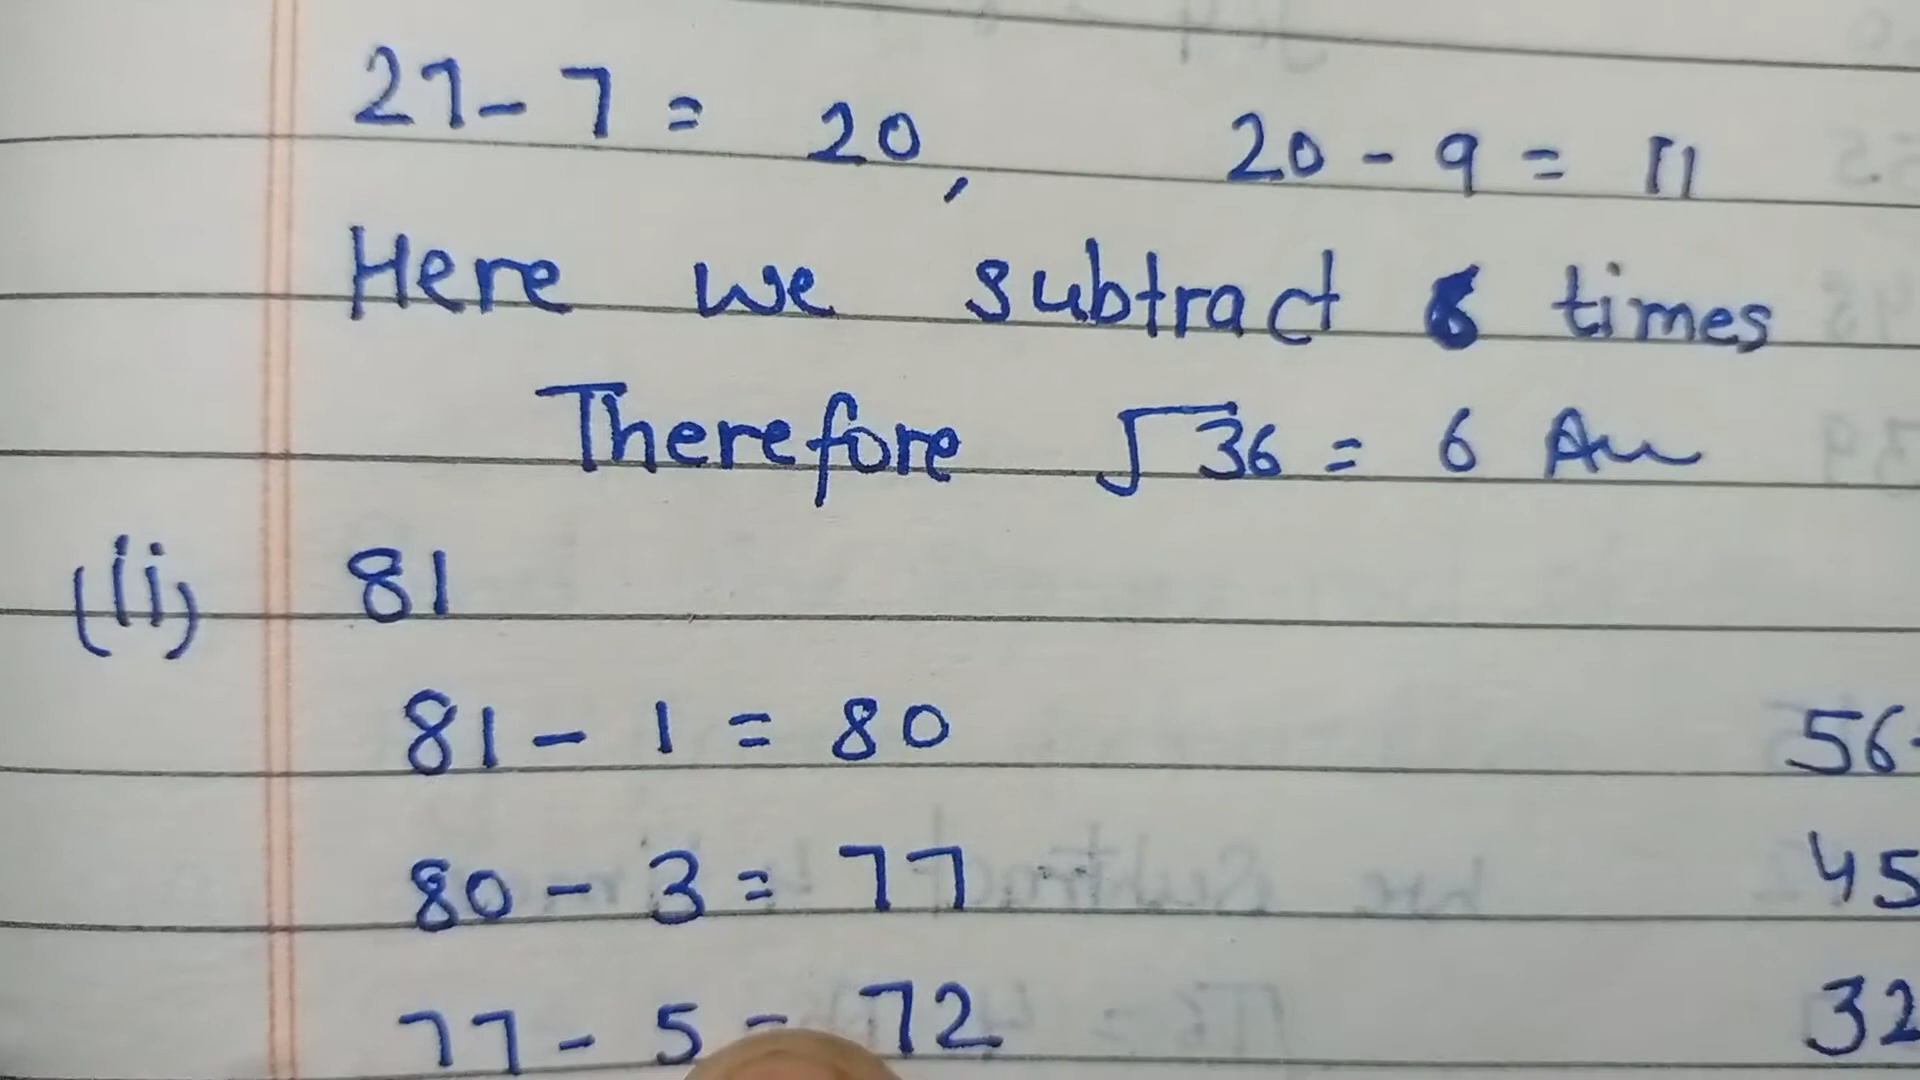 27 - 7 = 20, 20 - 9 = 11
Here we subtract 6 times
Therefore √36 = 6 Ans
(ii) 81
81 - 1 = 80 56-
80 - 3 = 77 45
77 - 5 = 72 32